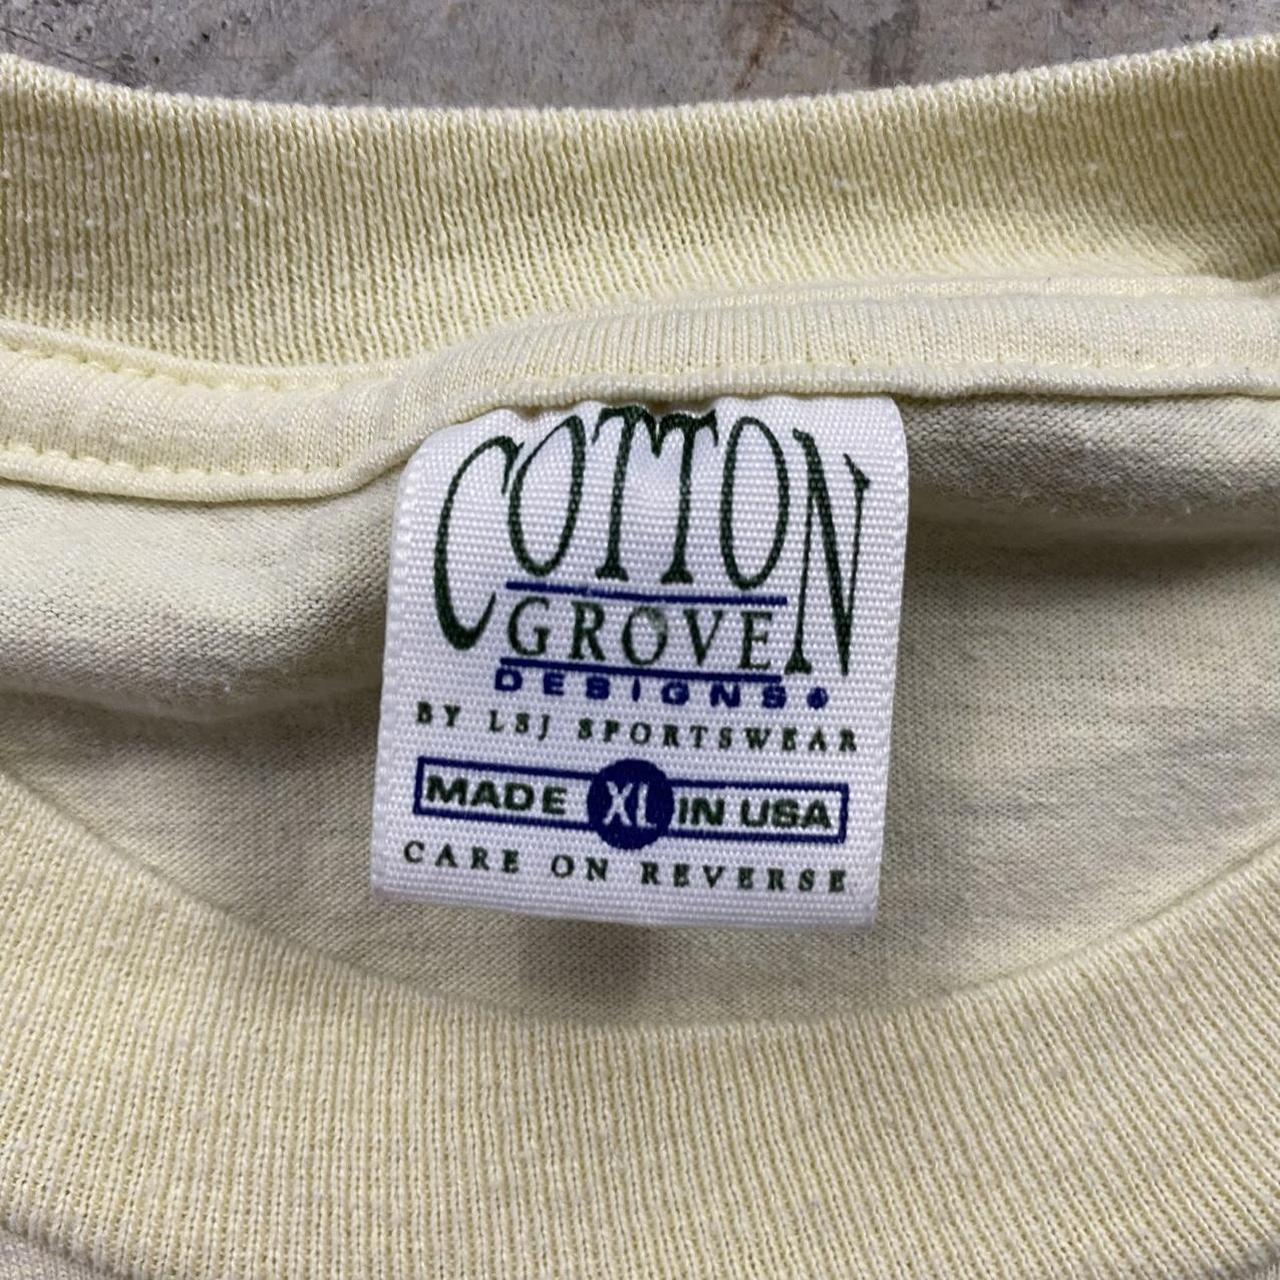 COTTON
GROVE
DESIGNS®
BY LSJ SPORTSWEAR
MADE XL IN USA
CARE ON REVERSE